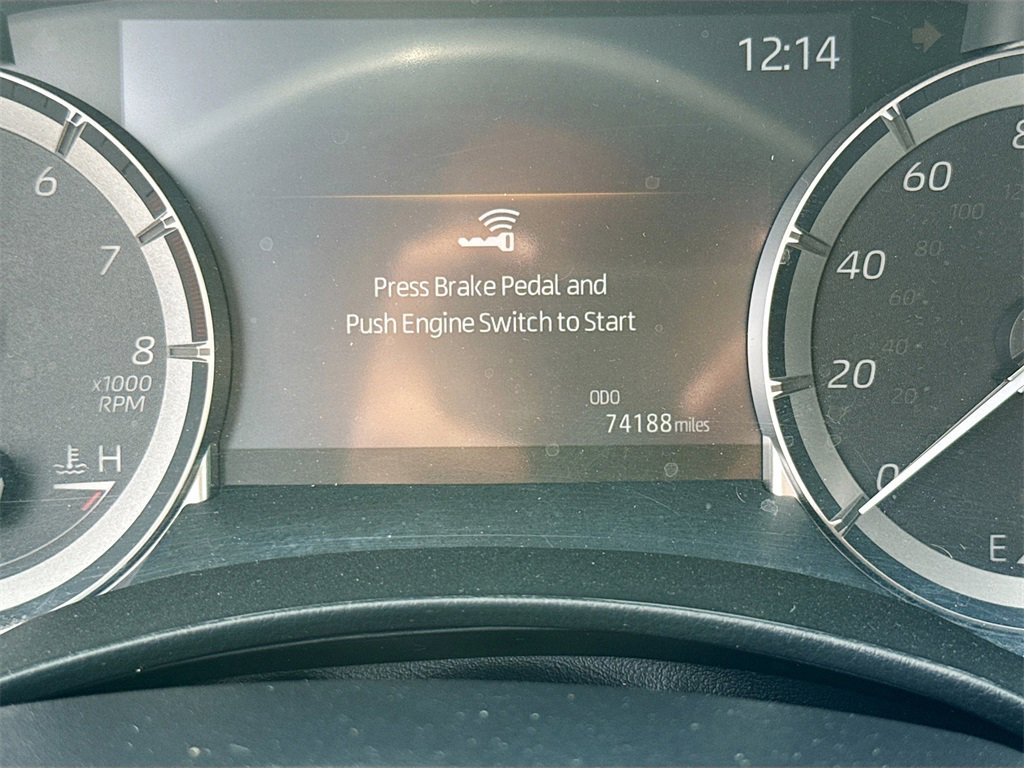 12:14
6
7
8
x1000
RPM
H
Press Brake Pedal and
Push Engine Switch to Start
ODO
74188 miles
8
60
40
20
0
100
80
60
40
20
E